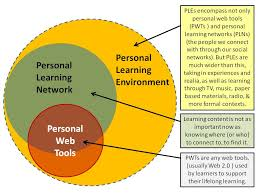 Personal
Learning
Network
Personal
Learning
Environment
Personal
Web
Tools
PLEs encompass not only
personal web tools
(PWTs ) and personal
learning networks (PLNs)
(the people we connect
with through our social
networks). But PLEs are
much wider than this,
taking in experiences and
realia, as well as learning
through TV, music, paper
based materials, radio, &
more formal contexts.
Learning content is not as
important now as
knowing where (or who)
to connect to, to find it.
PWTs are any web tools,
(usually Web 2.0 ) used
by learners to support
their lifelong learning.